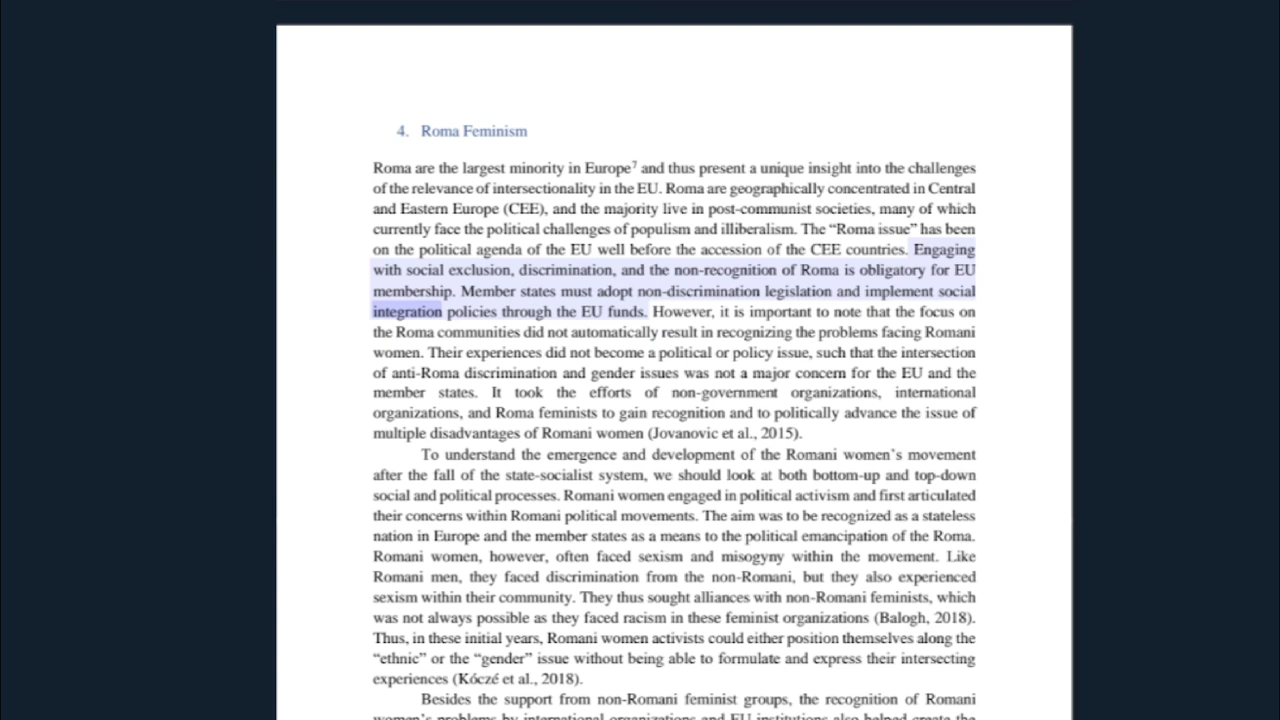 4. Roma Feminism
Roma are the largest minority in Europe⁷ and thus present a unique insight into the challenges
of the relevance of intersectionality in the EU. Roma are geographically concentrated in Central
and Eastern Europe (CEE), and the majority live in post-communist societies, many of which
currently face the political challenges of populism and illiberalism. The “Roma issue” has been
on the political agenda of the EU well before the accession of the CEE countries. Engaging
with social exclusion, discrimination, and the non-recognition of Roma is obligatory for EU
membership. Member states must adopt non-discrimination legislation and implement social
integration policies through the EU funds. However, it is important to note that the focus on
the Roma communities did not automatically result in recognizing the problems facing Romani
women. Their experiences did not become a political or policy issue, such that the intersection
of anti-Roma discrimination and gender issues was not a major concern for the EU and the
member states. It took the efforts of non-government organizations, international
organizations, and Roma feminists to gain recognition and to politically advance the issue of
multiple disadvantages of Romani women (Jovanovic et al., 2015).
To understand the emergence and development of the Romani women’s movement
after the fall of the state-socialist system, we should look at both bottom-up and top-down
social and political processes. Romani women engaged in political activism and first articulated
their concerns within Romani political movements. The aim was to be recognized as a stateless
nation in Europe and the member states as a means to the political emancipation of the Roma.
Romani women, however, often faced sexism and misogyny within the movement. Like
Romani men, they faced discrimination from the non-Romani, but they also experienced
sexism within their community. They thus sought alliances with non-Romani feminists, which
was not always possible as they faced racism in these feminist organizations (Balogh, 2018).
Thus, in these initial years, Romani women activists could either position themselves along the
“ethnic” or the “gender” issue without being able to formulate and express their intersecting
experiences (Kóczé et al., 2018).
Besides the support from non-Romani feminist groups, the recognition of Romani
women’s problems by international organizations and EU institutions also helped create the